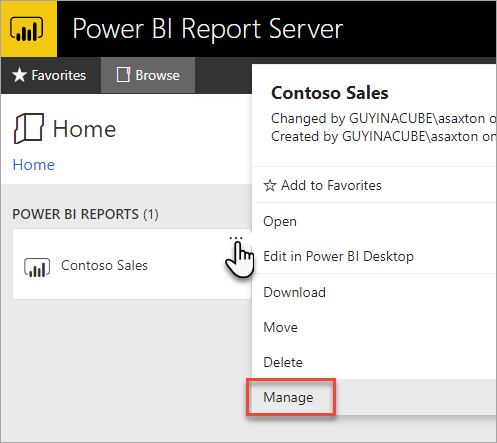 Power BI Report Server
Favorites
Browse
Home
Home
POWER BI REPORTS (1)
Contoso Sales
Contoso Sales
Changed by GUYINACUBE\asaxton o
Created by GUYINACUBE\asaxton on
Add to Favorites
Open
Edit in Power BI Desktop
Download
Move
Delete
Manage